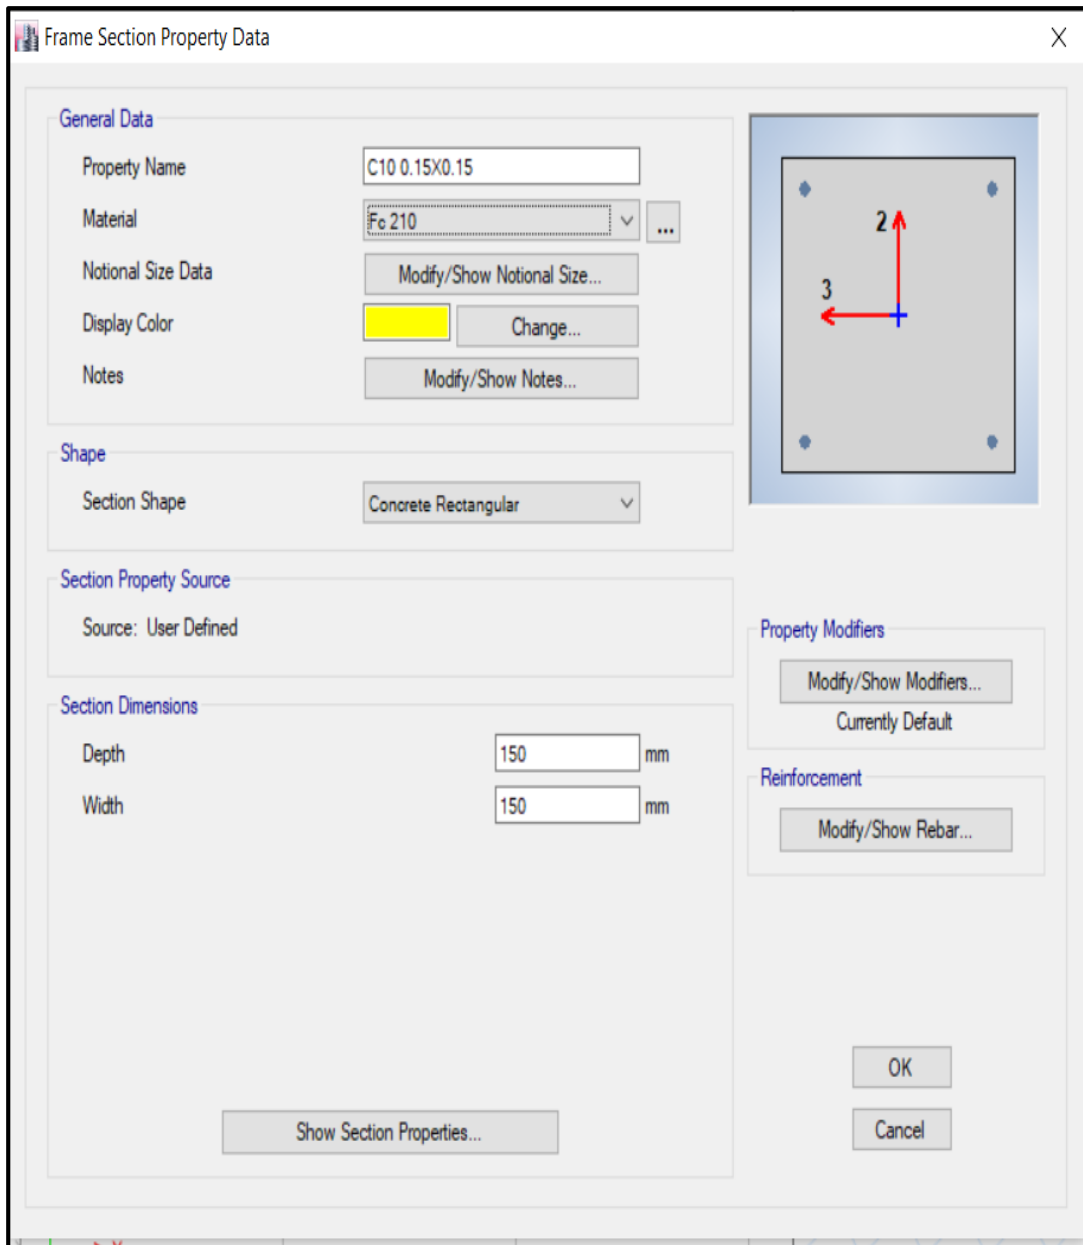 Frame Section Property Data
General Data
Property Name C10 0.15X0.15
Material Fc 210 ...
Notional Size Data Modify/Show Notional Size...
Display Color Change...
Notes Modify/Show Notes...
2
3
Shape
Section Shape Concrete Rectangular
Section Property Source
Source: User Defined
Property Modifiers
Modify/Show Modifiers...
Currently Default
Section Dimensions
Depth 150 mm
Width 150 mm
Reinforcement
Modify/Show Rebar...
Show Section Properties...
OK
Cancel